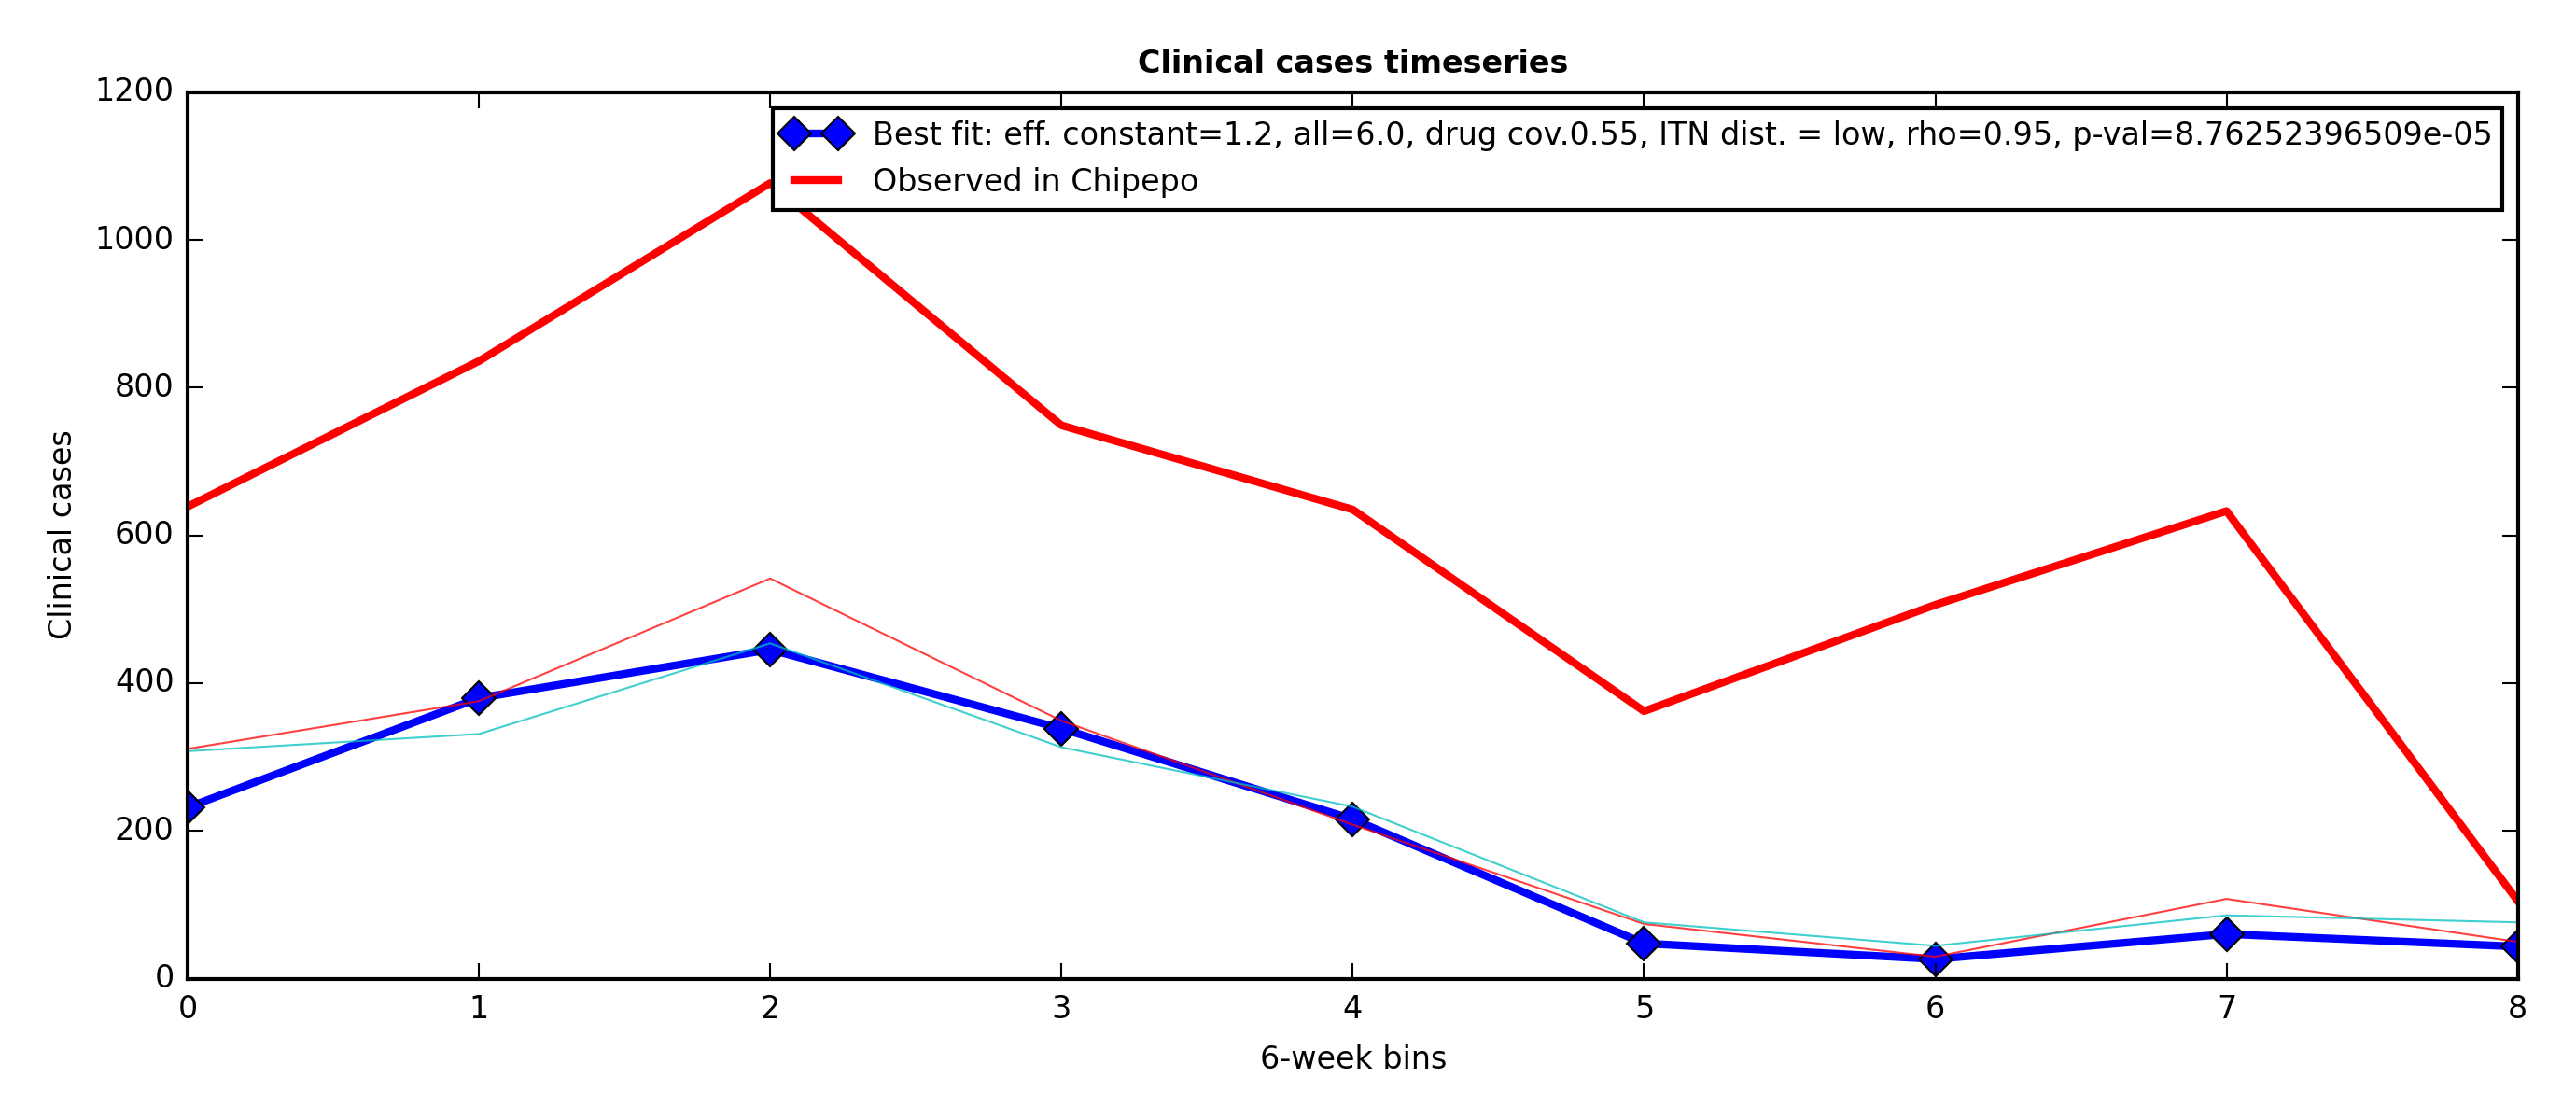 Clinical cases timeseries
Best fit: eff. constant=1.2, all=6.0, drug cov.0.55, ITN dist. = low, rho=0.95, p-val=8.76252396509e-05
Observed in Chipepo
1200
1000
800
600
400
200
0
Clinical cases
0 1 2 3 4 5 6 7 8
6-week bins